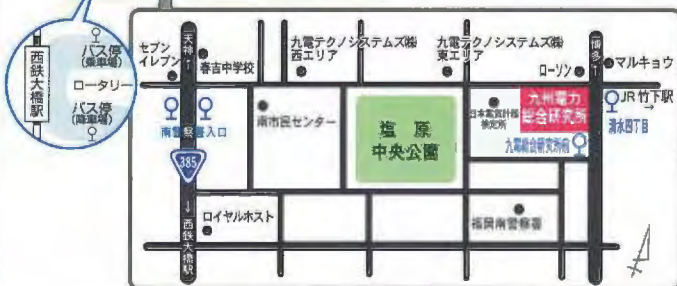 西鉄大橋駅
バス停
(乗車場)
ロータリー
バス停
(降車場)
天神↑
セブン
イレブン
春吉中学校
九電テクノシステムズ(株)
西エリア
九電テクノシステムズ(株)
東エリア
ローソン
博多↑
マルキョウ
南警察署入口
南市民センター
塩原
中央公園
日本電気計器
検定所
九州電力
総合研究所
九電総合研究所前
JR竹下駅
→
清水四丁目
385
↓西鉄大橋駅
ロイヤルホスト
福岡南警察署